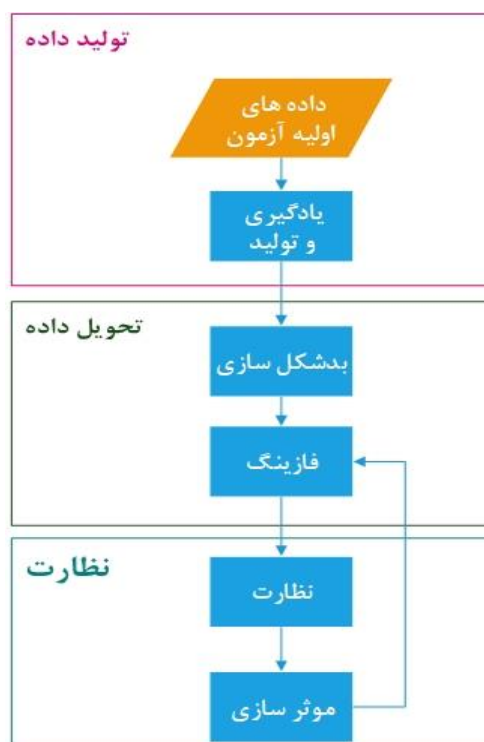 تولید داده
داده های
اولیه آزمون
یادگیری
و تولید
تحویل داده
بدشکل سازی
فازینگ
نظارت
نظارت
موثر سازی